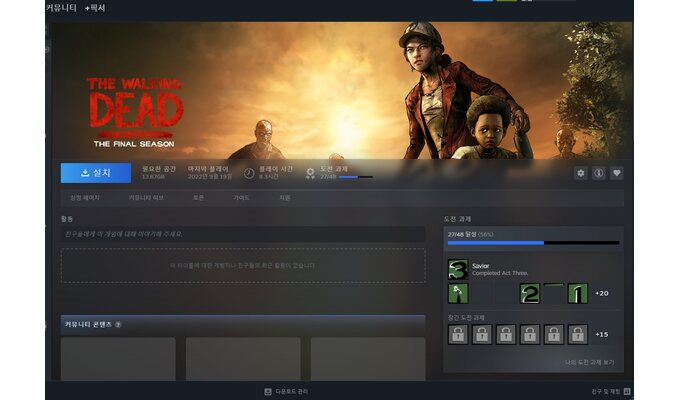 커뮤니티 +픽서
THE WALKING
DEAD
THE FINAL SEASON
설치
필요한 공간
13.67GB
마지막 플레이
2022년 9월 19일
플레이 시간
8.3시간
도전 과제
27/48
상점 페이지 커뮤니티 허브 토론 가이드 지원
활동
친구들에게 이 게임에 대해 이야기해 주세요.
이 타이틀에 대한 개발자나 친구들의 최근 활동이 없습니다
커뮤니티 콘텐츠 ?
도전 과제
27/48 달성 (56%)
3
Savior
Completed Act Three.
2
1
+20
잠긴 도전 과제
+15
나의 도전 과제 보기
다운로드 관리
친구 및 채팅